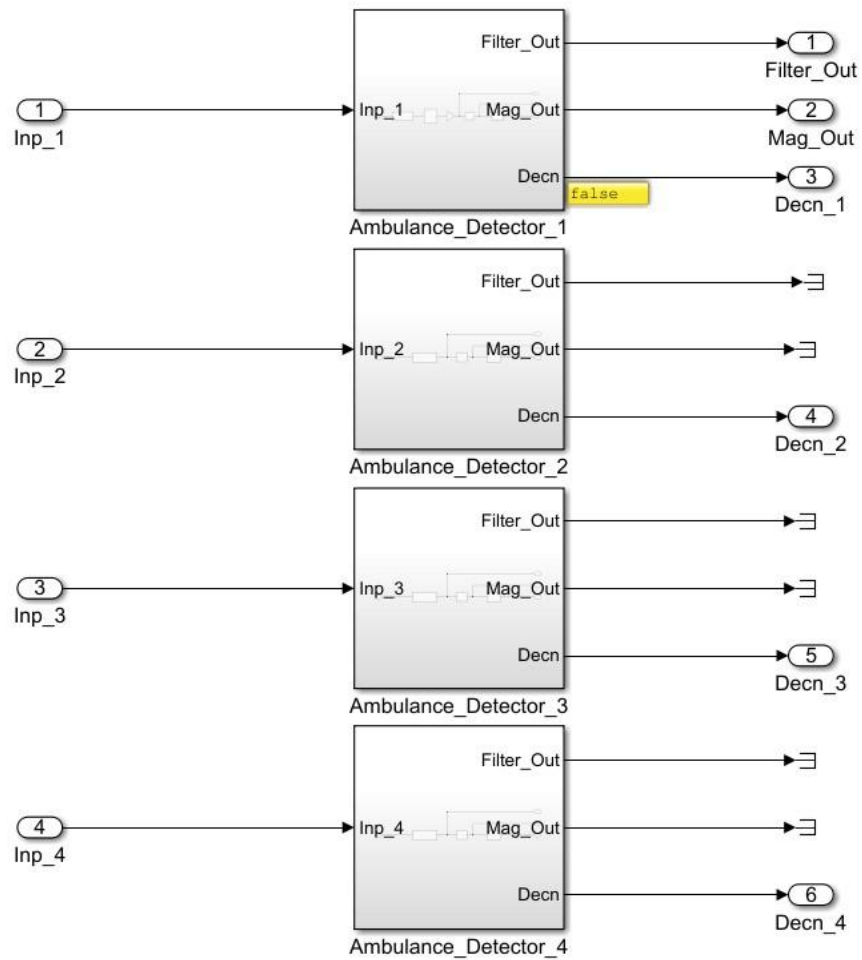 Filter_Out
1
Filter_Out
1
Inp_1
Inp_1
Mag_Out
2
Mag_Out
Decn
false
3
Decn_1
Ambulance_Detector_1
Filter_Out
2
Inp_2
Inp_2
Mag_Out
Decn
4
Decn_2
Ambulance_Detector_2
Filter_Out
3
Inp_3
Inp_3
Mag_Out
Decn
5
Decn_3
Ambulance_Detector_3
Filter_Out
4
Inp_4
Inp_4
Mag_Out
Decn
6
Decn_4
Ambulance_Detector_4